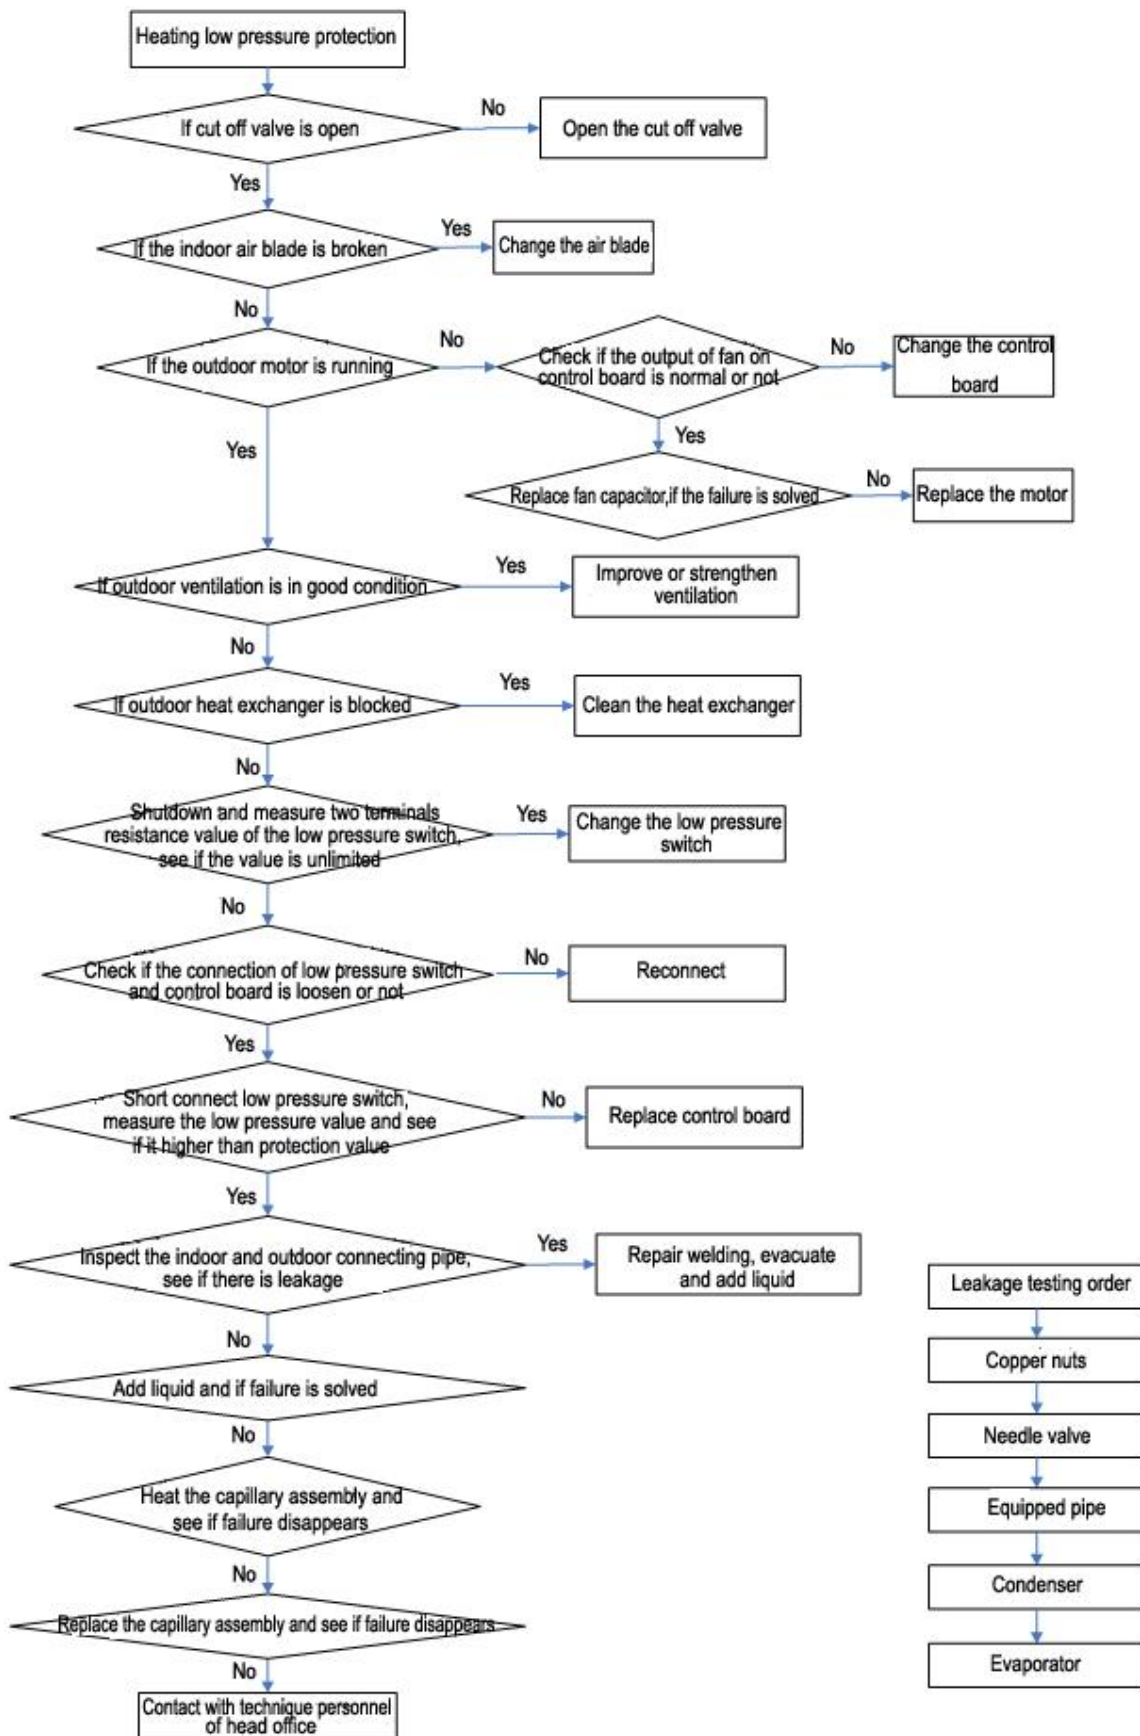 Heating low pressure protection
If cut off valve is open
No
Open the cut off valve
Yes
If the indoor air blade is broken
Yes
Change the air blade
No
If the outdoor motor is running
No
Check if the output of fan on
control board is normal or not
No
Change the control
board
Yes
Yes
Replace fan capacitor,if the failure is solved
No
Replace the motor
If outdoor ventilation is in good condition
Yes
Improve or strengthen
ventilation
No
If outdoor heat exchanger is blocked
Yes
Clean the heat exchanger
No
Shutdown and measure two terminals
resistance value of the low pressure switch,
see if the value is unlimited
Yes
Change the low pressure
switch
No
Check if the connection of low pressure switch
and control board is loosen or not
No
Reconnect
Yes
Short connect low pressure switch,
measure the low pressure value and see
if it higher than protection value
No
Replace control board
Yes
Inspect the indoor and outdoor connecting pipe,
see if there is leakage
Yes
Repair welding, evacuate
and add liquid
No
Add liquid and if failure is solved
No
Heat the capillary assembly and
see if failure disappears
No
Replace the capillary assembly and see if failure disappears
No
Contact with technique personnel
of head office
Leakage testing order
Copper nuts
Needle valve
Equipped pipe
Condenser
Evaporator